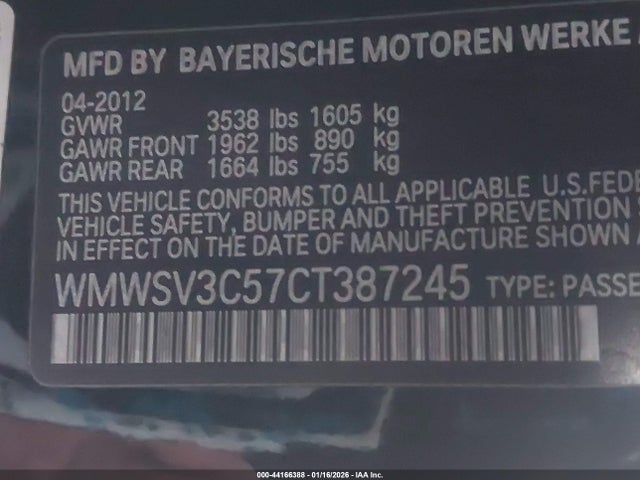 MFD BY BAYERISCHE MOTOREN WERKE
04-2012
GVWR 3538 lbs 1605 kg
GAWR FRONT 1962 lbs 890 kg
GAWR REAR 1664 lbs 755 kg
THIS VEHICLE CONFORMS TO ALL APPLICABLE U.S.FEDE
VEHICLE SAFETY, BUMPER AND THEFT PREVENTION S
IN EFFECT ON THE DATE OF MANUFACTURE SHOWN A
WMWSV3C57CT387245 TYPE: PASSE
000-44166388 - 01/16/2026 - IAA Inc.